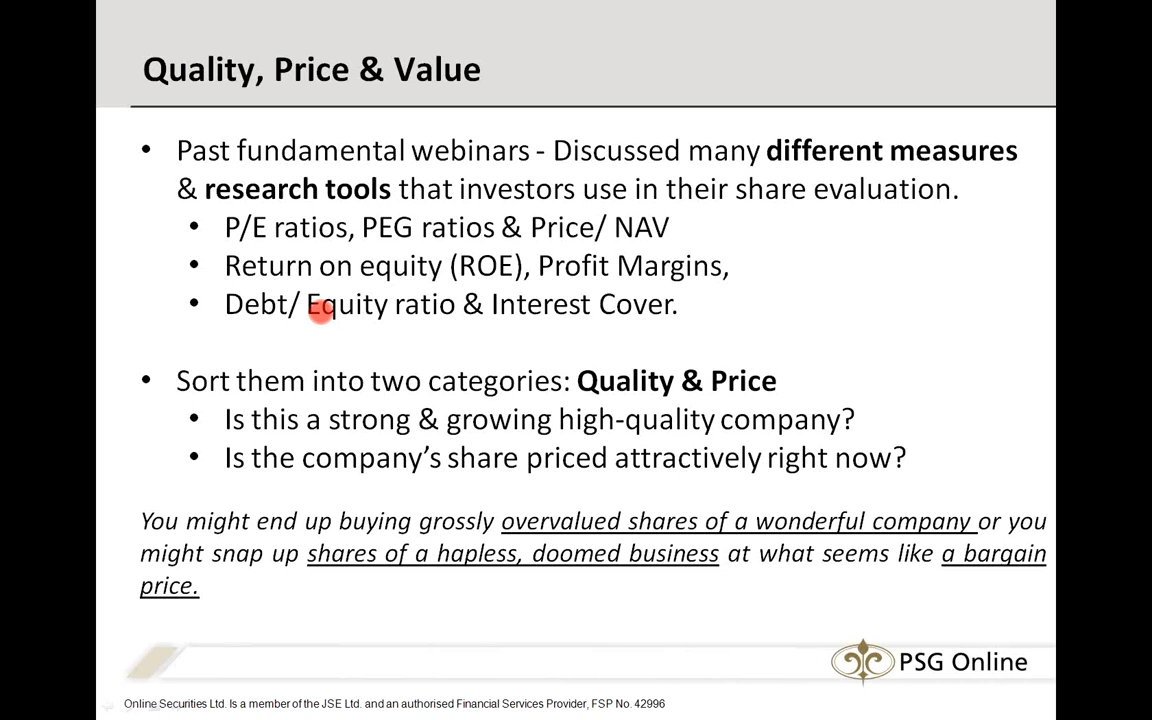 Quality, Price & Value
• Past fundamental webinars - Discussed many different measures
& research tools that investors use in their share evaluation.
• P/E ratios, PEG ratios & Price/ NAV
• Return on equity (ROE), Profit Margins,
• Debt/ Equity ratio & Interest Cover.
• Sort them into two categories: Quality & Price
• Is this a strong & growing high-quality company?
• Is the company’s share priced attractively right now?
You might end up buying grossly overvalued shares of a wonderful company or you
might snap up shares of a hapless, doomed business at what seems like a bargain
price.
PSG Online
Online Securities Ltd. Is a member of the JSE Ltd. and an authorised Financial Services Provider, FSP No. 42996